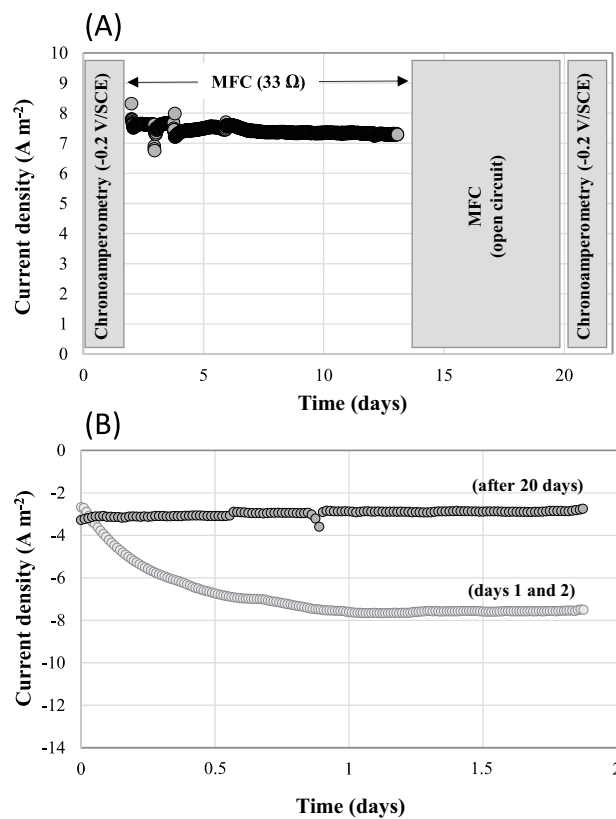 (A)
10
9
8
7
6
5
4
3
2
1
0
Current density (A m-2)
Chronoamperometry (-0.2 V/SCE)
MFC (33 Ω)
MFC
(open circuit)
Chronoamperometry (-0.2 V/SCE)
0 5 10 15 20
Time (days)
(B)
0
-2
-4
-6
-8
-10
-12
-14
Current density (A m-2)
(after 20 days)
(days 1 and 2)
0 0.5 1 1.5 2
Time (days)